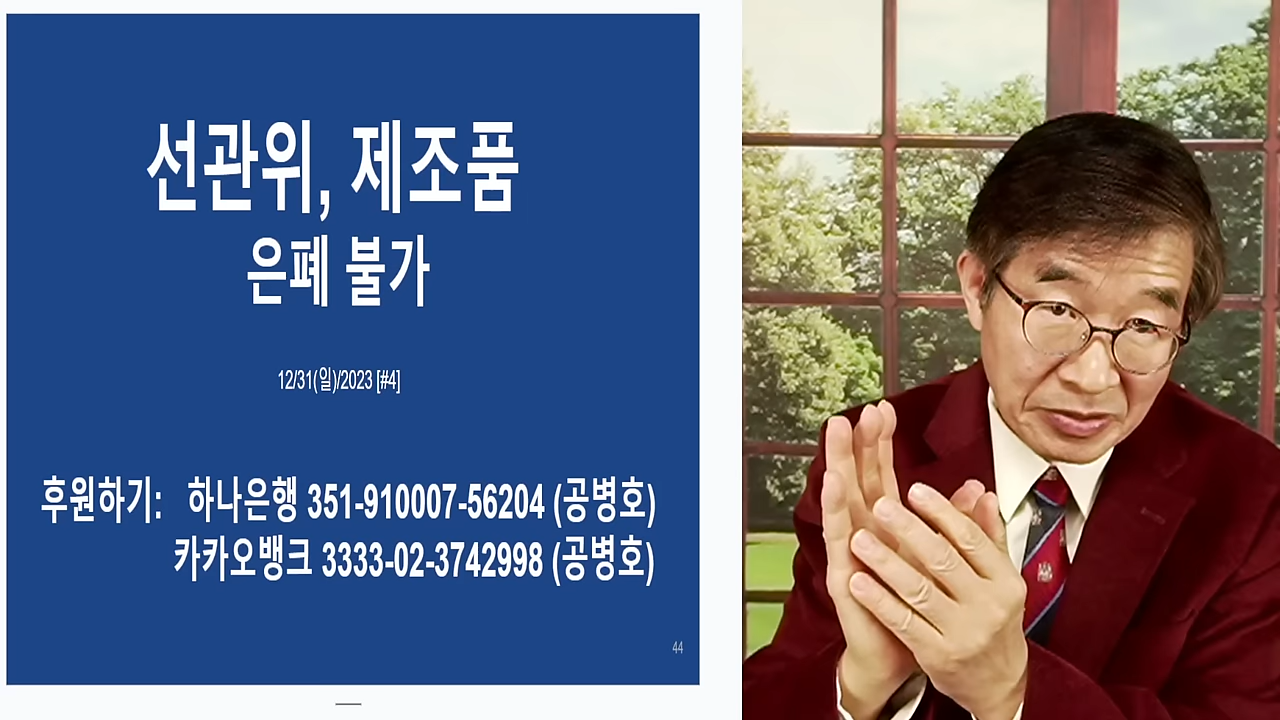 선관위, 제조품
은폐 불가
12/31(일)/2023 [#4]
후원하기: 하나은행 351-910007-56204 (공병호)
카카오뱅크 3333-02-3742998 (공병호)
44